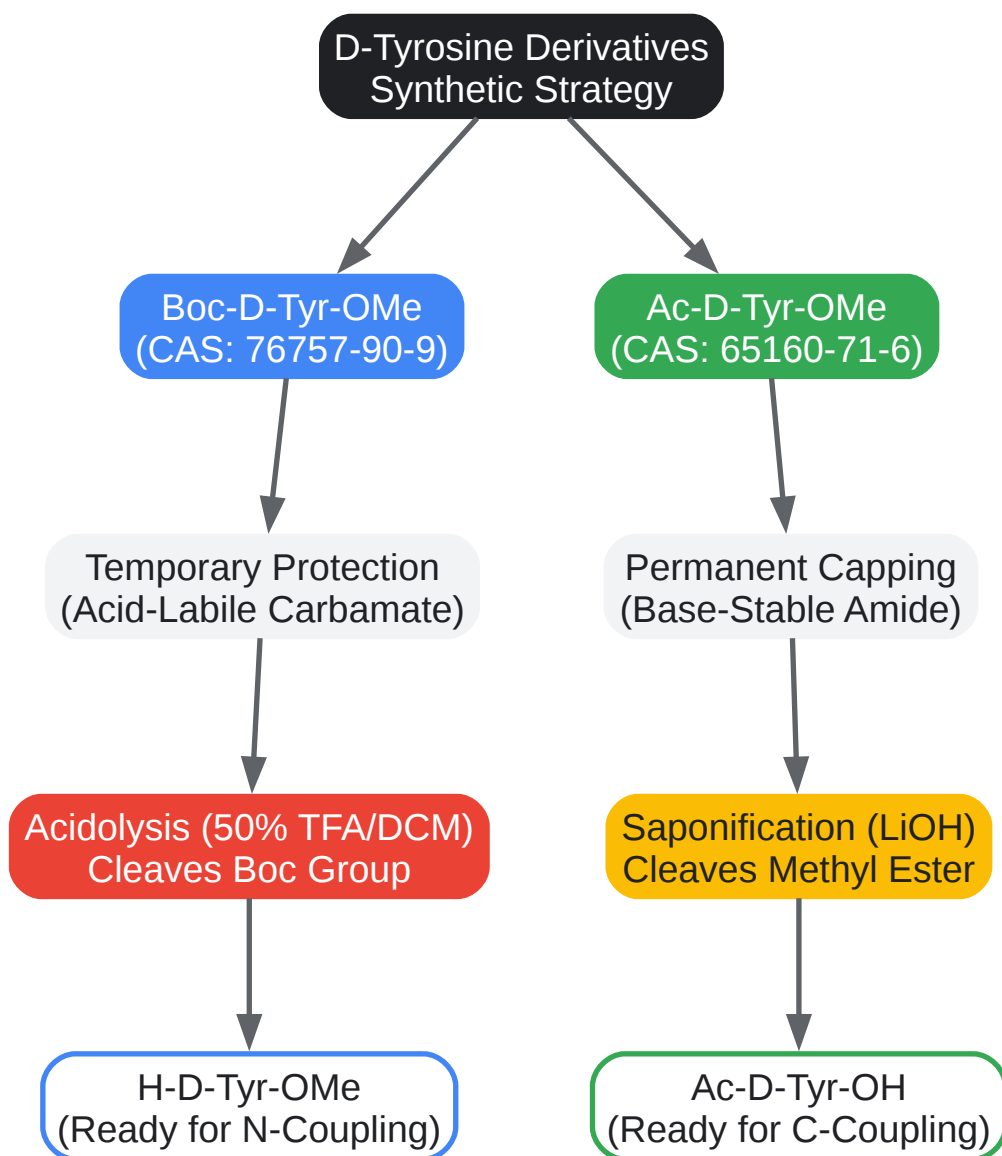 D-Tyrosine Derivatives
Synthetic Strategy
Boc-D-Tyr-OMe
(CAS: 76757-90-9)
Ac-D-Tyr-OMe
(CAS: 65160-71-6)
Temporary Protection
(Acid-Labile Carbamate)
Permanent Capping
(Base-Stable Amide)
Acidolysis (50% TFA/DCM)
Cleaves Boc Group
Saponification (LiOH)
Cleaves Methyl Ester
H-D-Tyr-OMe
(Ready for N-Coupling)
Ac-D-Tyr-OH
(Ready for C-Coupling)